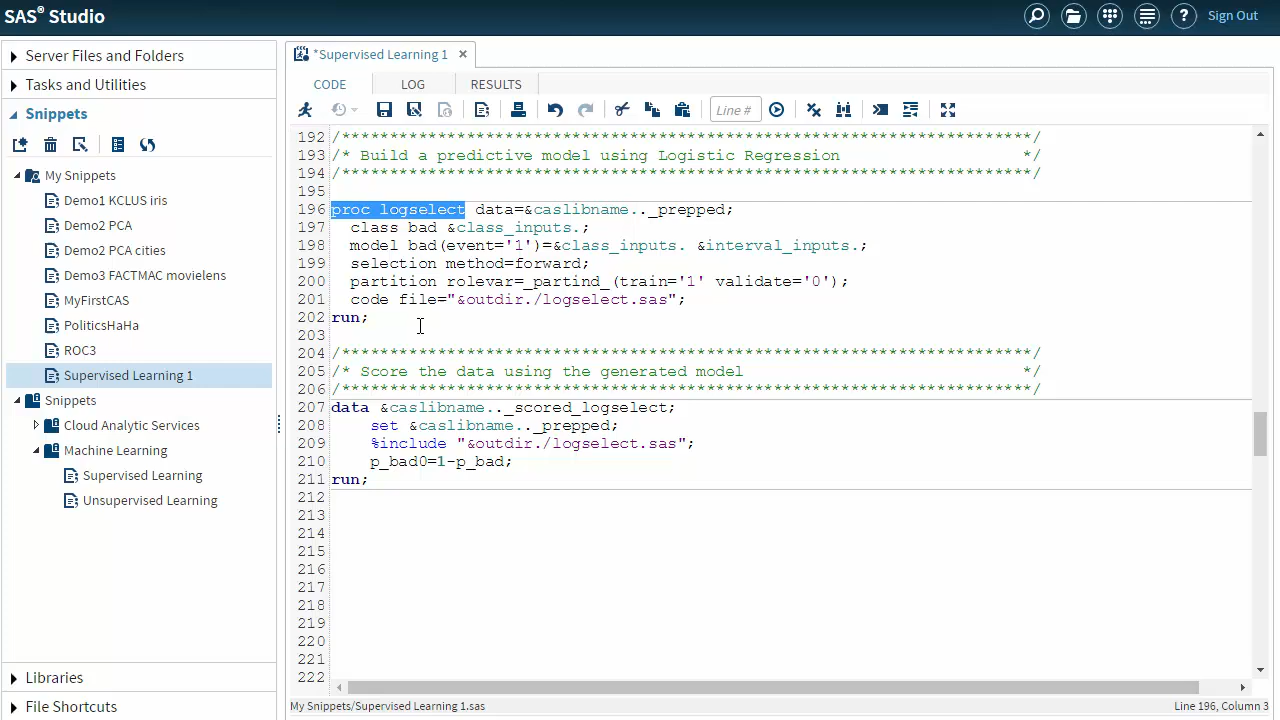 SAS® Studio
Sign Out
Server Files and Folders
Tasks and Utilities
Snippets
My Snippets
Demo1 KCLUS iris
Demo2 PCA
Demo2 PCA cities
Demo3 FACTMAC movielens
MyFirstCAS
PoliticsHaHa
ROC3
Supervised Learning 1
Snippets
Cloud Analytic Services
Machine Learning
Supervised Learning
Unsupervised Learning
Libraries
File Shortcuts
*Supervised Learning 1
CODE LOG RESULTS
Line #
192 /************************************************************************/
193 /* Build a predictive model using Logistic Regression                   */
194 /************************************************************************/
195
196 proc logselect data=&caslibname.._prepped;
197   class bad &class_inputs.;
198   model bad(event='1')=&class_inputs. &interval_inputs.;
199   selection method=forward;
200   partition rolevar=_partind_(train='1' validate='0');
201   code file="&outdir./logselect.sas";
202 run;
203
204 /************************************************************************/
205 /* Score the data using the generated model                             */
206 /************************************************************************/
207 data &caslibname.._scored_logselect;
208     set &caslibname.._prepped;
209     %include "&outdir./logselect.sas";
210     p_bad0=1-p_bad;
211 run;
212
213
214
215
216
217
218
219
220
221
222
My Snippets/Supervised Learning 1.sas
Line 196, Column 3